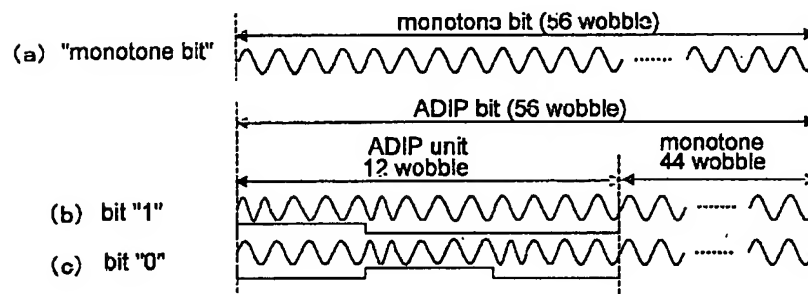 monotone bit (56 wobble)
(a) "monotone bit"
ADIP bit (56 wobble)
ADIP unit
12 wobble
monotone
44 wobble
(b) bit "1"
(c) bit "0"